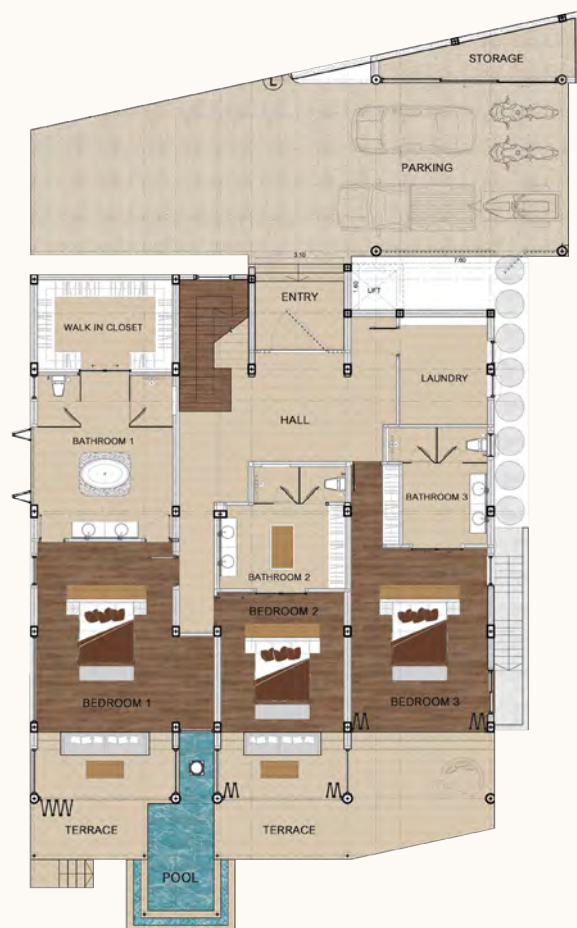 STORAGE
L
PARKING
3.10
7.60
1.60
LIFT
ENTRY
WALK IN CLOSET
LAUNDRY
HALL
BATHROOM 1
BATHROOM 3
BATHROOM 2
BEDROOM 2
BEDROOM 1
BEDROOM 3
TERRACE
TERRACE
POOL